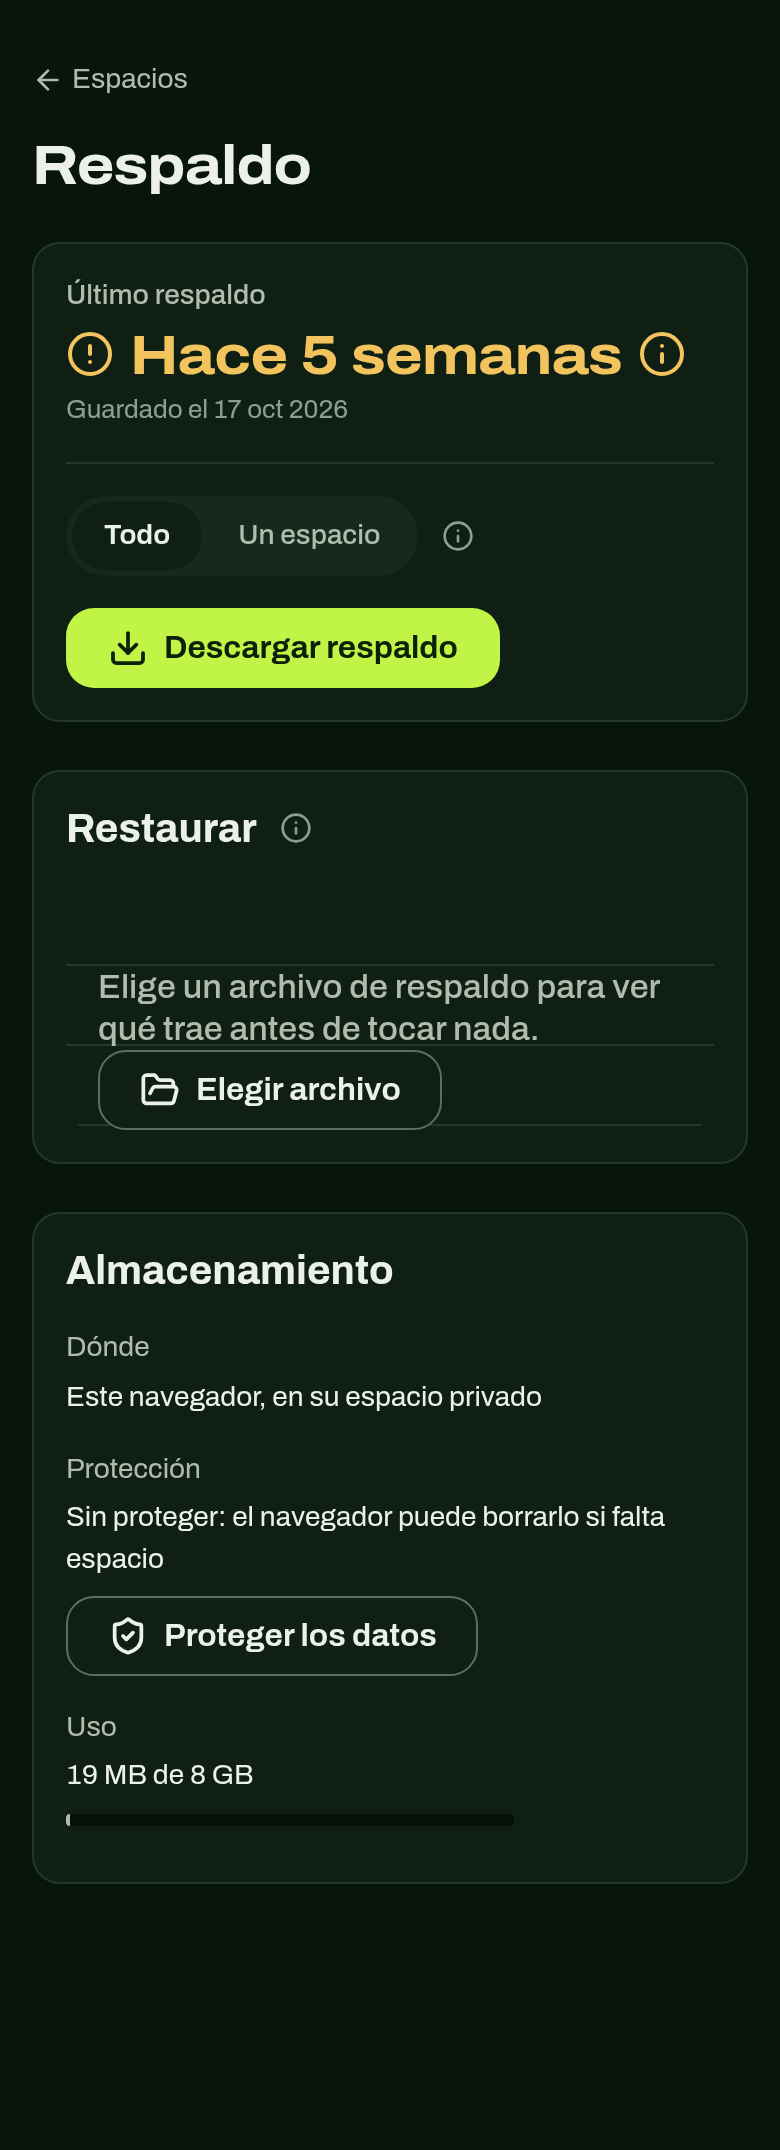 Espacios
Respaldo
Último respaldo
Hace 5 semanas
Guardado el 17 oct 2026
Todo
Un espacio
Descargar respaldo
Restaurar
Elige un archivo de respaldo para ver
qué trae antes de tocar nada.
Elegir archivo
Almacenamiento
Dónde
Este navegador, en su espacio privado
Protección
Sin proteger: el navegador puede borrarlo si falta
espacio
Proteger los datos
Uso
19 MB de 8 GB